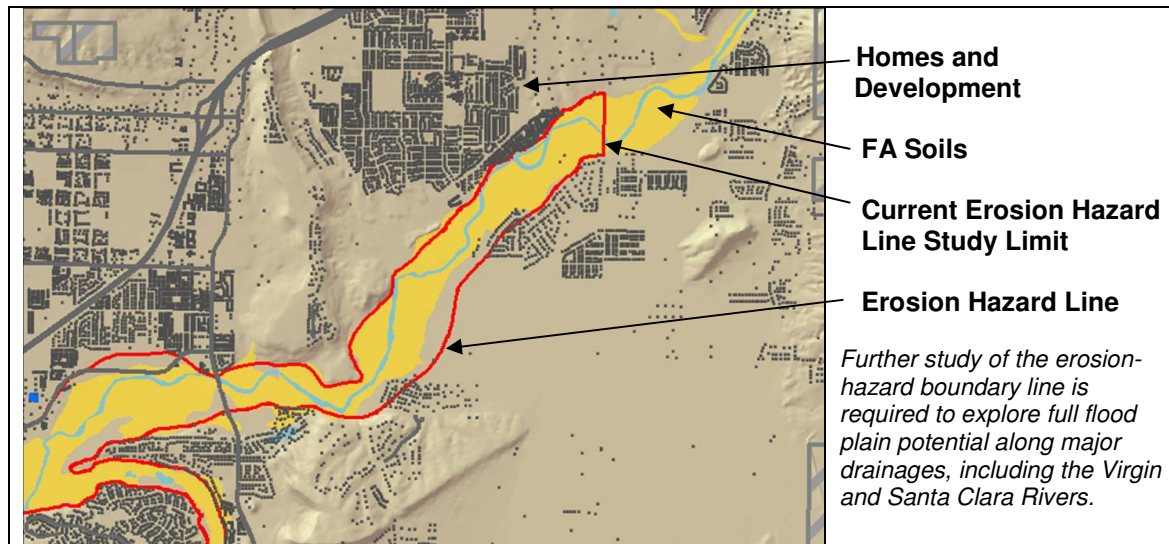 Homes and
Development
FA Soils
Current Erosion Hazard
Line Study Limit
Erosion Hazard Line
Further study of the erosion-
hazard boundary line is
required to explore full flood
plain potential along major
drainages, including the Virgin
and Santa Clara Rivers.